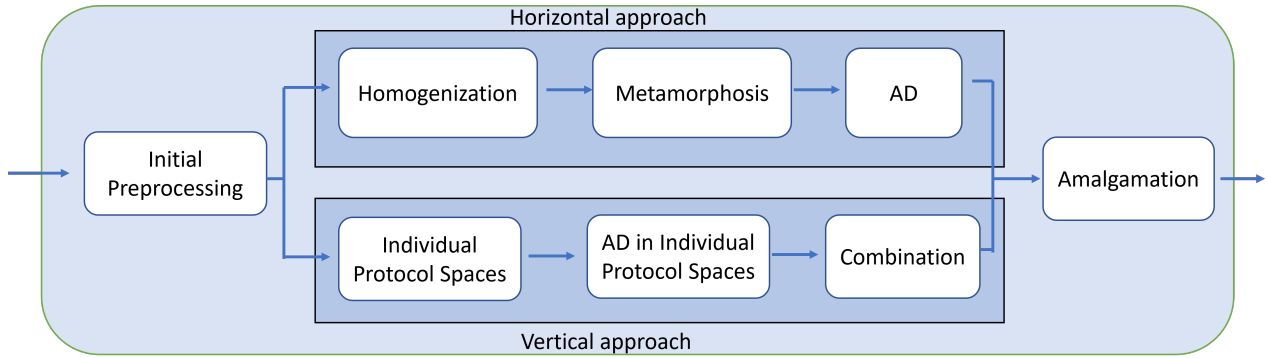 Horizontal approach
Homogenization
Metamorphosis
AD
Initial
Preprocessing
Amalgamation
Individual
Protocol Spaces
AD in Individual
Protocol Spaces
Combination
Vertical approach